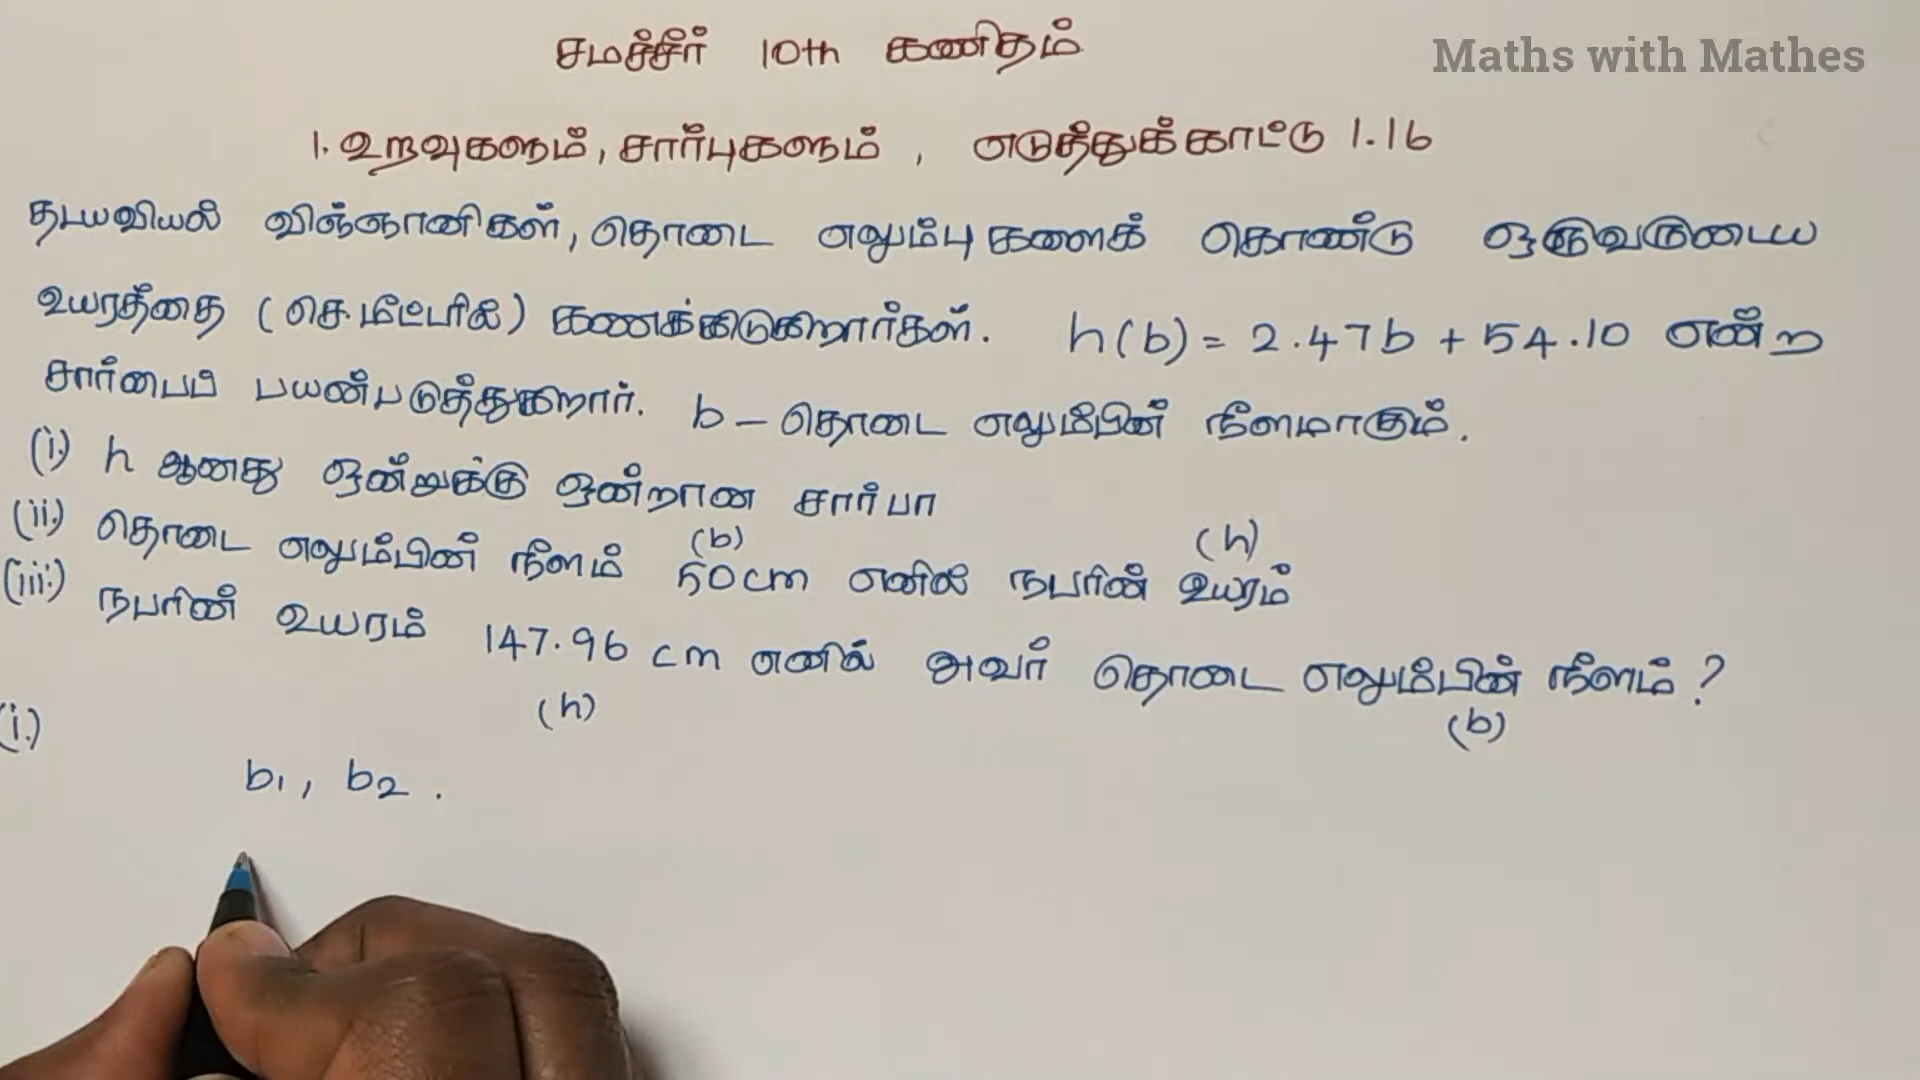 சமச்சீர் 10th கணிதம்
Maths with Mathes
1. உறவுகளும், சார்புகளும் , எடுத்துக்காட்டு 1.16
தடயவியல் விஞ்ஞானிகள், தொடை எலும்புகளைக் கொண்டு ஒருவருடைய
உயரத்தை (செ.மீட்டரில்) கணக்கிடுகிறார்கள். h(b) = 2.47b + 54.10 என்ற
சார்பைப் பயன்படுத்துகிறார். b – தொடை எலும்பின் நீளமாகும்.
(i) h ஆனது ஒன்றுக்கு ஒன்றான சார்பா
(b) (h)
(ii) தொடை எலும்பின் நீளம் 50cm எனில் நபரின் உயரம்
(iii) நபரின் உயரம் 147.96 cm எனில் அவர் தொடை எலும்பின் நீளம் ?
(h) (b)
(i)
b1, b2 .